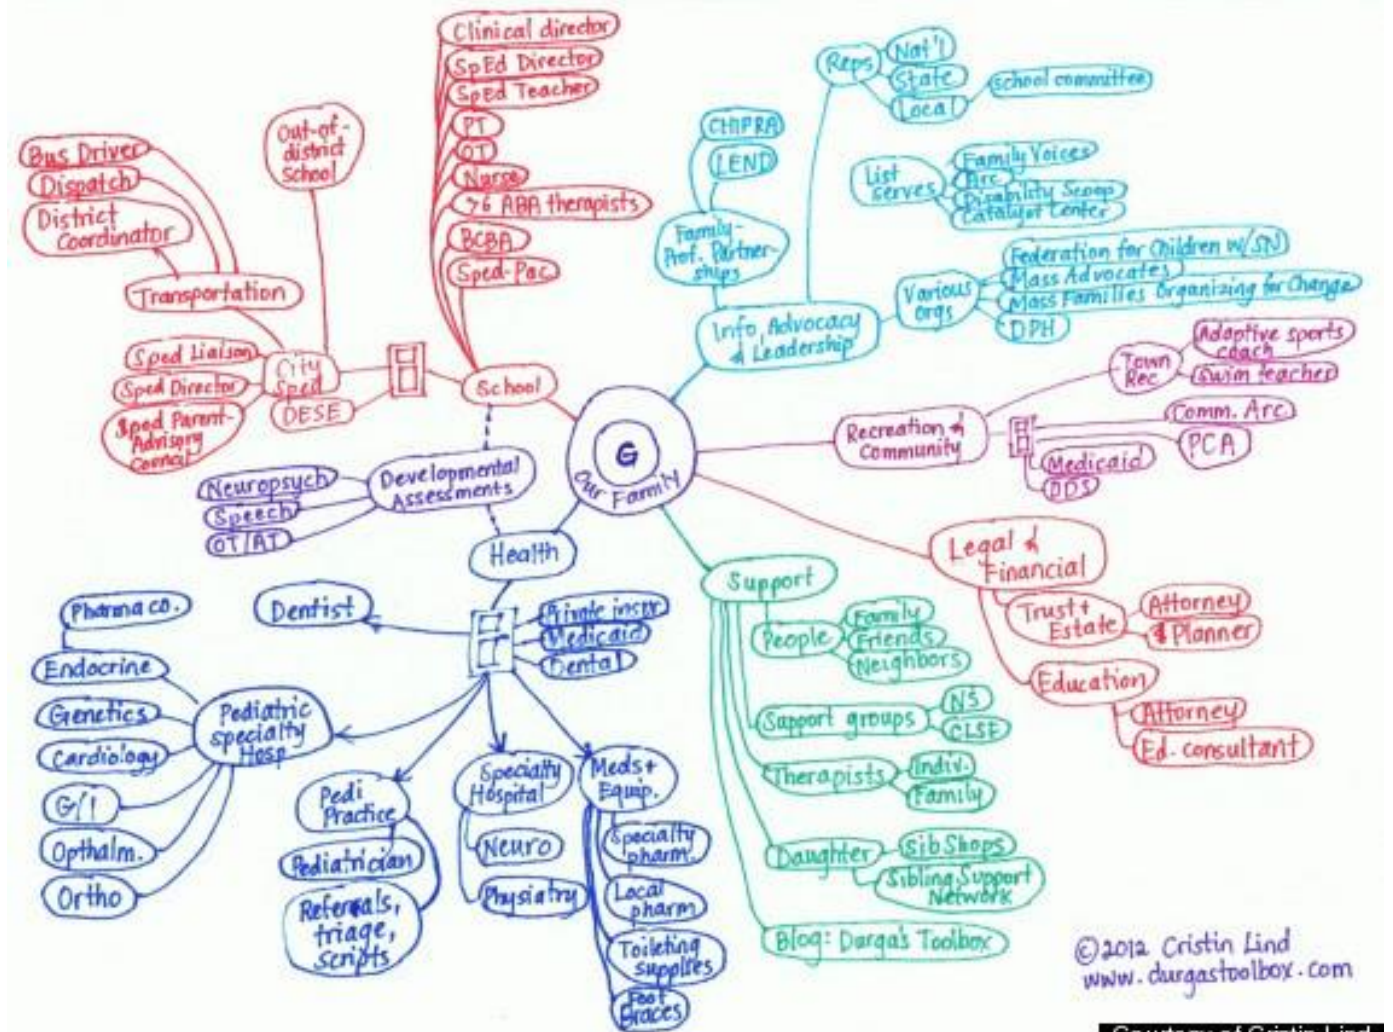 Clinical director
SpEd Director
SpEd Teacher
PT
OT
Nurse
>6 ABA therapists
BCBA
Sped-Pac
School
Out-of-
district
school
Bus Driver
Dispatch
District
Coordinator
Transportation
Sped Liaison
Sped Director
Sped Parent-
Advisory
Council
City
Sped
DESE
Reps
Nat'l
State
Local
school committee
CHIPRA
LEND
Family-
Prof. Partner-
ships
List
serves
Family Voices
Arc
Disability Scoop
Catalyst Center
Various
orgs
Federation for Children w/SN
Mass Advocates
Mass Families Organizing for Change
DPH
Info, Advocacy
& Leadership
Town
Rec
Adaptive sports
coach
Swim teacher
Recreation &
Community
Comm. Arc
PCA
Medicaid
DDS
G
Our Family
Developmental
Assessments
Neuropsych
Speech
OT/AT
Health
Legal &
Financial
Trust +
Estate
Attorney
$ Planner
Education
Attorney
Ed. consultant
Support
People
Family
Friends
Neighbors
Support groups
NS
CLSE
Therapists
Indiv.
Family
Daughter
SibShops
Sibling Support
Network
Blog: Durga's Toolbox
Dentist
Private insur
Medicaid
Dental
Pharma co.
Endocrine
Genetics
Cardiology
G/I
Opthalm.
Ortho
Pediatric
specialty
Hosp
Pedi
Practice
Pediatrician
Referrals,
triage,
scripts
Specialty
Hospital
Neuro
Physiatry
Meds +
Equip.
Specialty
pharm.
Local
pharm
Toileting
supplies
Foot
Braces
©2012 Cristin Lind
www.durgastoolbox.com
Courtesy of Cristin Lind